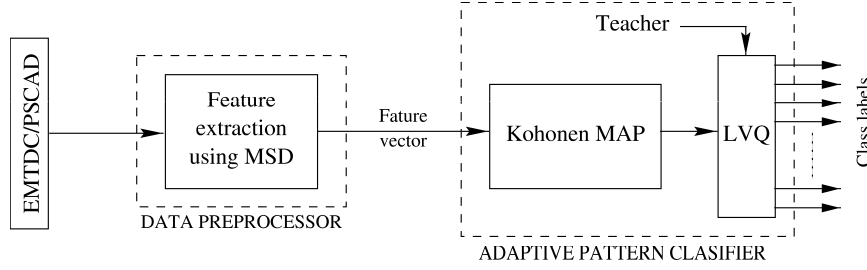 EMTDC/PSCAD
Feature
extraction
using MSD
DATA PREPROCESSOR
Fature
vector
Teacher
Kohonen MAP
LVQ
Class labels
ADAPTIVE PATTERN CLASIFIER